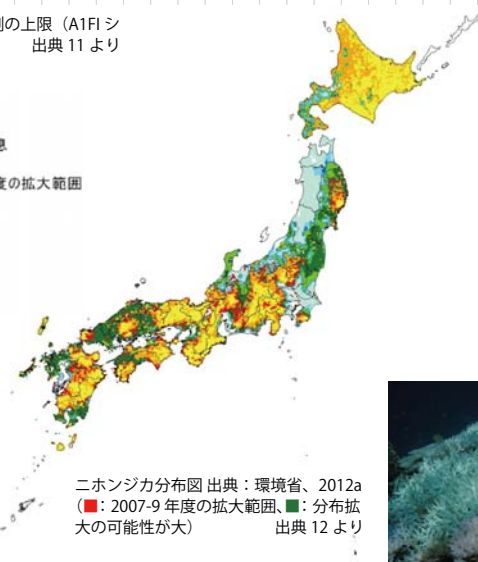 の上限（A1FI シ
出典 11 より
息
度の拡大範囲
ニホンジカ分布図 出典：環境省、2012a
（■：2007-9 年度の拡大範囲、■：分布拡
大の可能性が大） 出典 12 より